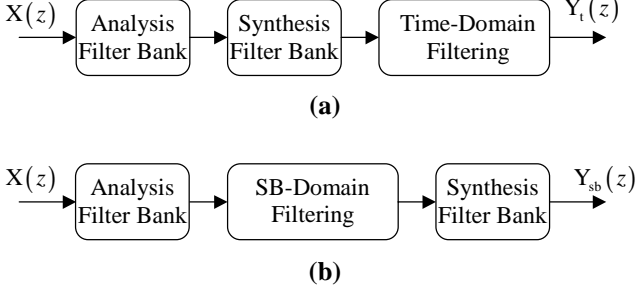 X(z)
Analysis
Filter Bank
Synthesis
Filter Bank
Time-Domain
Filtering
Y_t(z)
(a)
X(z)
Analysis
Filter Bank
SB-Domain
Filtering
Synthesis
Filter Bank
Y_sb(z)
(b)